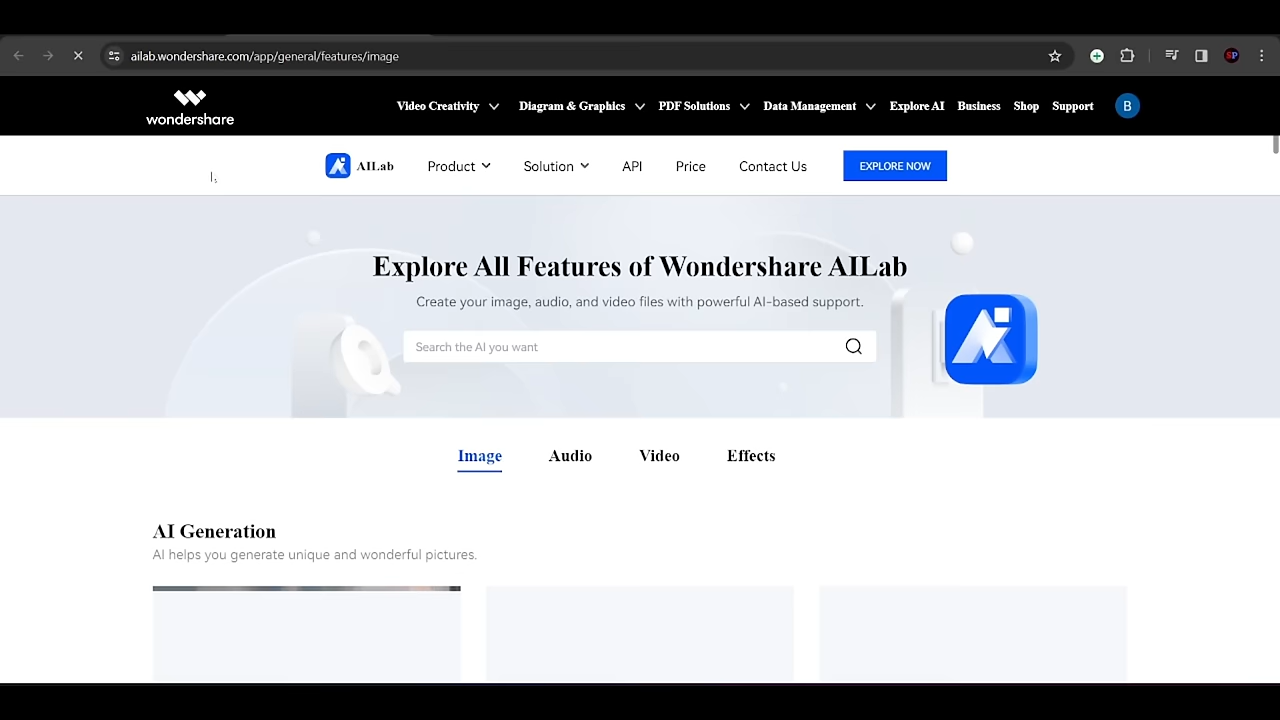 ailab.wondershare.com/app/general/features/image
SP
wondershare
Video Creativity Diagram & Graphics PDF Solutions Data Management Explore AI Business Shop Support B
AILab Product Solution API Price Contact Us EXPLORE NOW
Explore All Features of Wondershare AILab
Create your image, audio, and video files with powerful AI-based support.
Search the AI you want
Image Audio Video Effects
AI Generation
AI helps you generate unique and wonderful pictures.